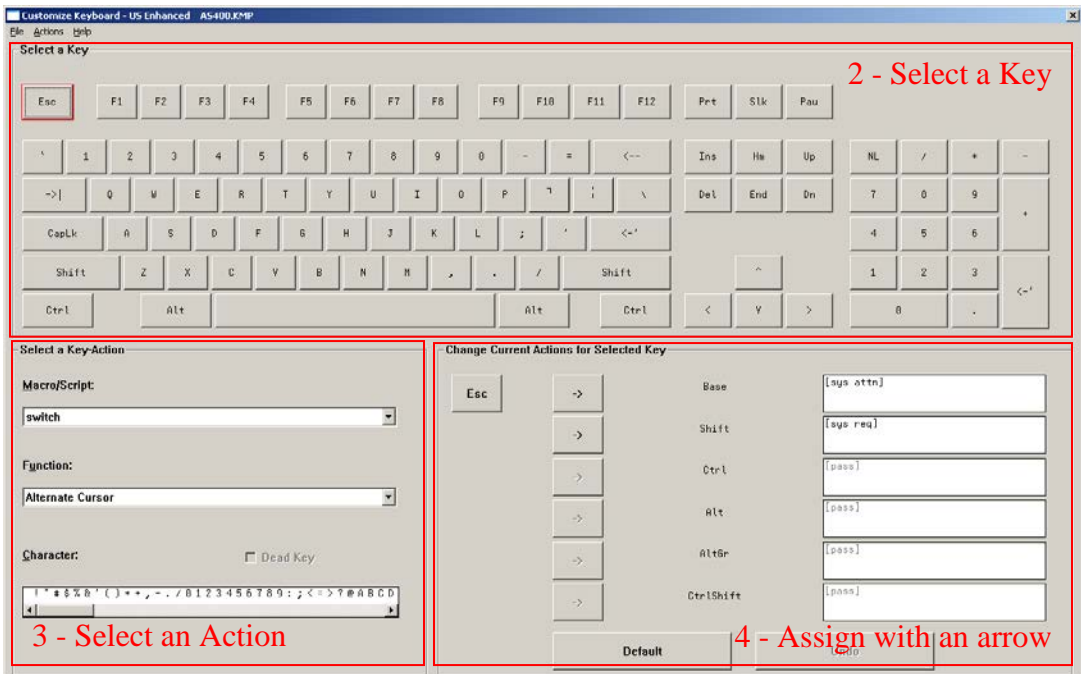 Customize Keyboard - US Enhanced AS400.KMP
File Actions Help
Select a Key
2 - Select a Key
Esc F1 F2 F3 F4 F5 F6 F7 F8 F9 F10 F11 F12 Prt Slk Pau
` 1 2 3 4 5 6 7 8 9 0 - = <-- Ins Hm Up NL / * -
->| Q W E R T Y U I O P ¬ ¦ \ Del End Dn 7 8 9 +
CapLk A S D F G H J K L ; ' <-' 4 5 6
Shift Z X C V B N M , . / Shift ^ 1 2 3 <-'
Ctrl Alt Alt Ctrl < V > 0 .
Select a Key-Action
Macro/Script:
switch
Function:
Alternate Cursor
Character:
Dead Key
!"#$%&'()*+,-./0123456789:;<=>?@ABCD
3 - Select an Action
Change Current Actions for Selected Key
Esc -> Base [sys attn]
-> Shift [sys req]
-> Ctrl [pass]
-> Alt [pass]
-> AltGr [pass]
-> CtrlShift [pass]
4 - Assign with an arrow
Default Undo